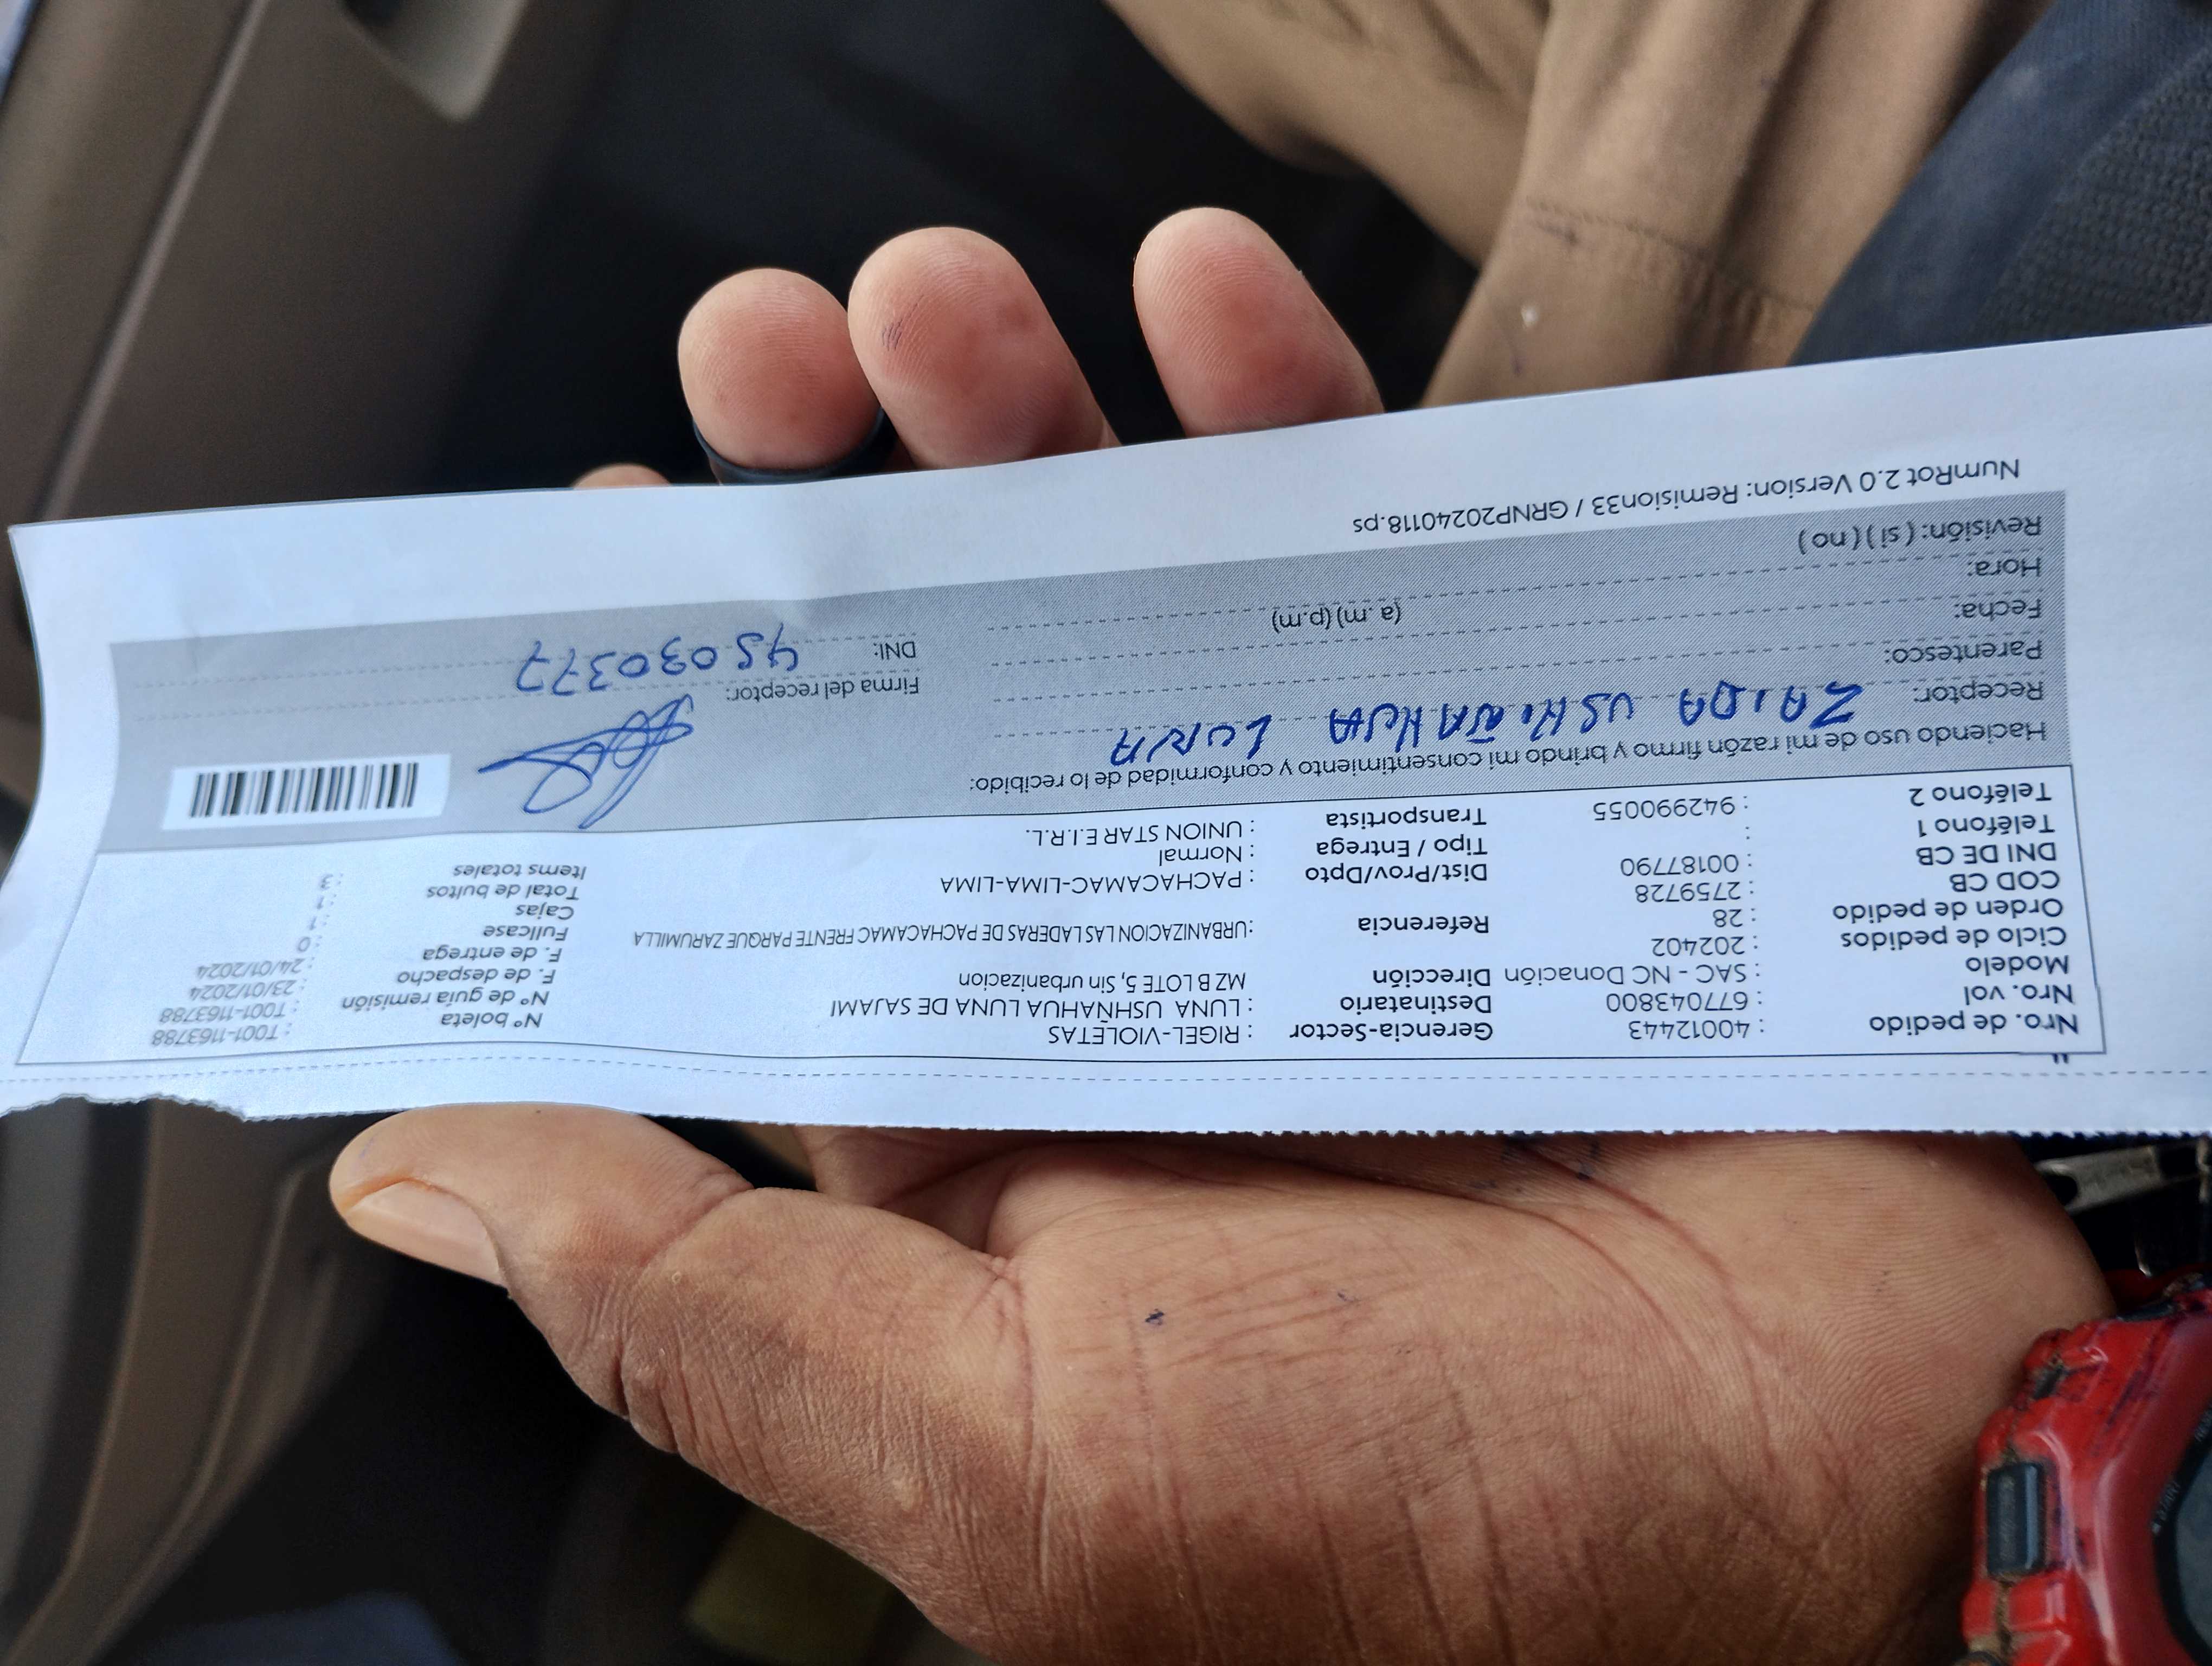 Nro. de pedido : 40012443 Gerencia-Sector : RIGEL-VIOLETAS Nº boleta : T001-1163788
Nro. vol : 677043800 Destinatario : LUNA USHÑAHUA LUNA DE SAJAMI Nº de guía remisión : T001-1163788
Modelo : SAC - NC Donación Dirección MZ B LOTE 5, Sin urbanizacion F. de despacho : 23/01/2024
Ciclo de pedidos : 202402 F. de entrega : 24/01/2024
Orden de pedido : 28 Referencia : URBANIZACION LAS LADERAS DE PACHACAMAC FRENTE PARQUE ZARUMILLA Fullcase : 0
COD CB : 2759728 Cajas : 1
DNI DE CB : 00187790 Dist/Prov/Dpto : PACHACAMAC-LIMA-LIMA Total de bultos : 1
Teléfono 1 : Tipo / Entrega : Normal Items totales : 3
Teléfono 2 : 942990055 Transportista : UNION STAR E.I.R.L.
Haciendo uso de mi razón firmo y brindo mi consentimiento y conformidad de lo recibido:
Receptor: ZAIDA USHIÑAHUA LUNA
Parentesco: Firma del receptor:
Fecha: DNI: 45030377
Hora: (a.m) (p.m)
Revisión: ( si ) ( no )
NumRot 2.0 Version: Remision33 / GRNP20240118.ps